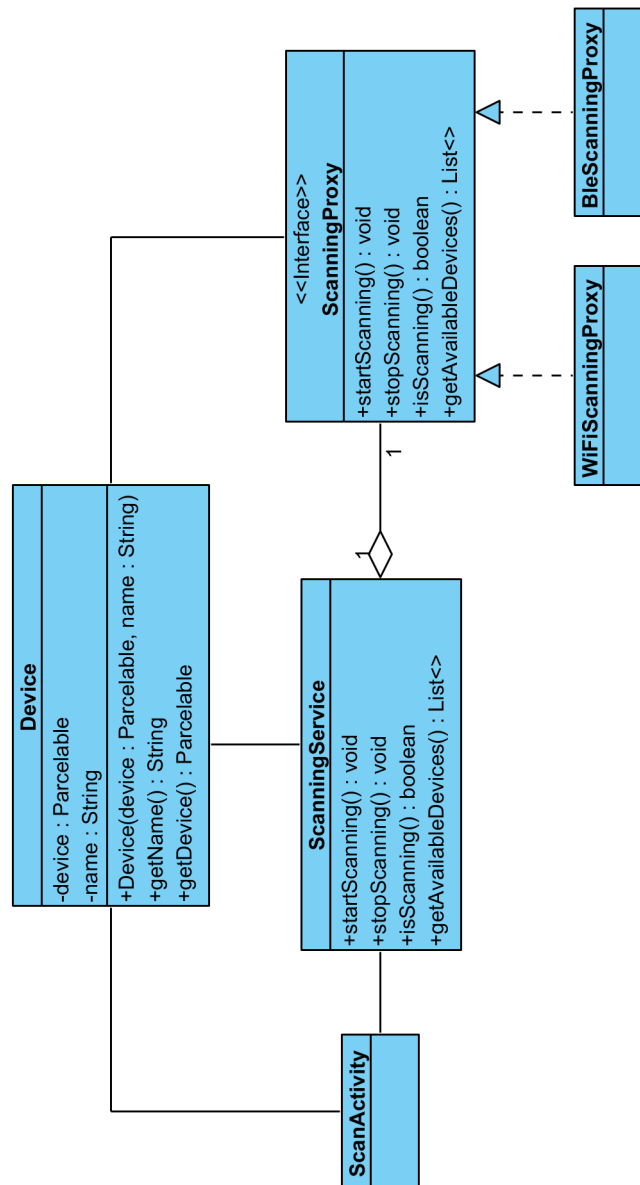 Device
-device : Parcelable
-name : String
+Device(device : Parcelable, name : String)
+getName() : String
+getDevice() : Parcelable
ScanActivity
ScanningService
+startScanning() : void
+stopScanning() : void
+isScanning() : boolean
+getAvailableDevices() : List<>
1
1
<<Interface>>
ScanningProxy
+startScanning() : void
+stopScanning() : void
+isScanning() : boolean
+getAvailableDevices() : List<>
WiFiScanningProxy
BleScanningProxy